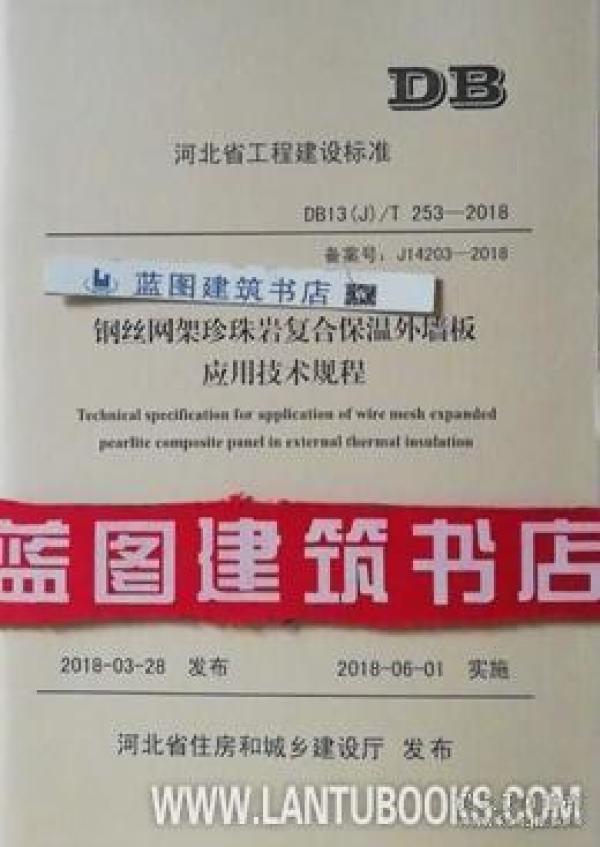 DB
河北省工程建设标准
DB13(J)/T 253—2018
备案号：J14203—2018
蓝图建筑书店
钢丝网架珍珠岩复合保温外墙板
应用技术规程
Technical specification for application of wire mesh expanded
pearlite composite panel in external thermal insulation
蓝图建筑书店
2018-03-28 发布 2018-06-01 实施
河北省住房和城乡建设厅 发布
WWW.LANTUBOOKS.COM